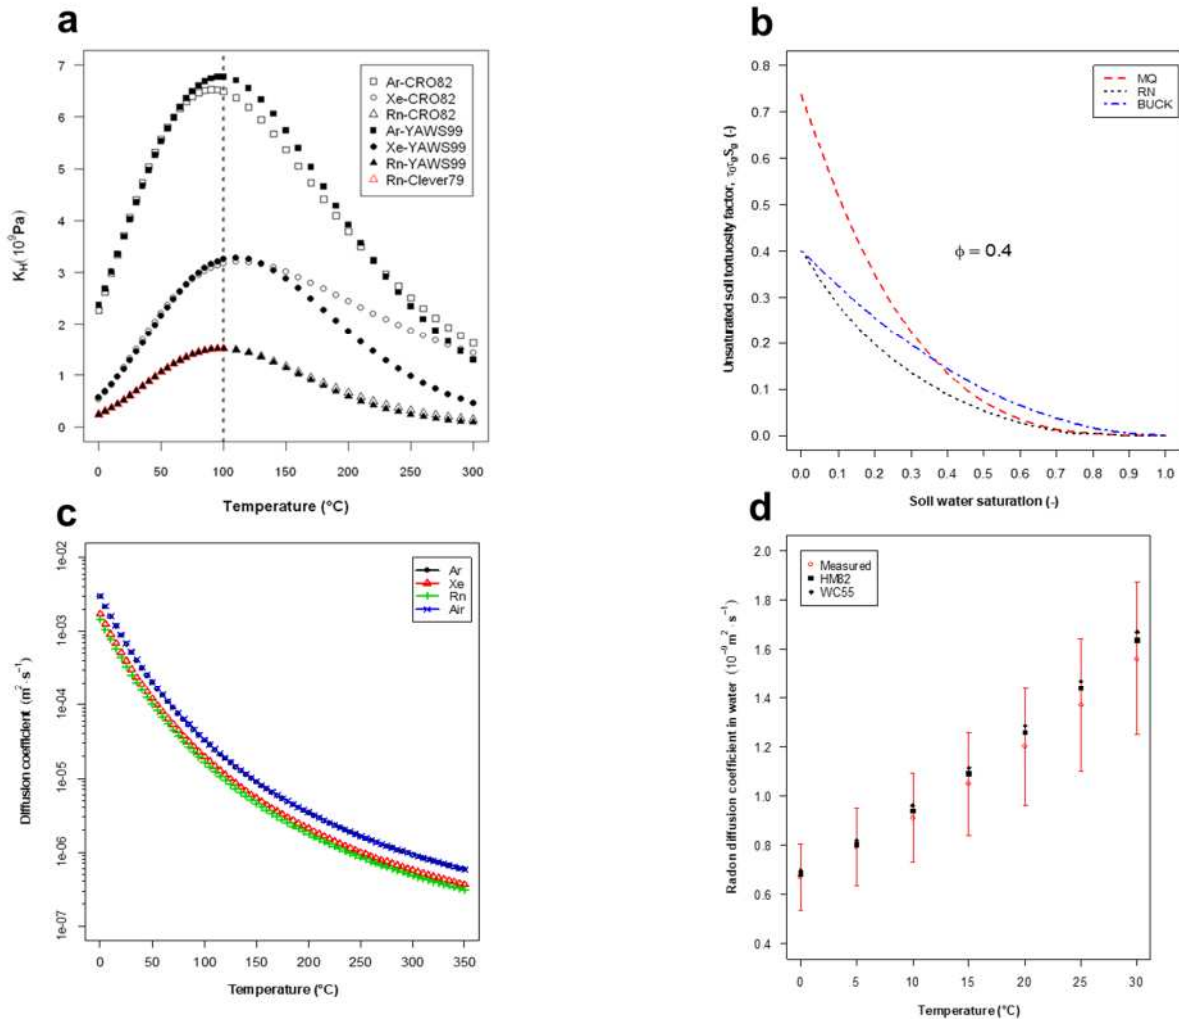 a
7
6
5
4
3
2
1
0
K_H (10^9 Pa)
Ar-CRO82
Xe-CRO82
Rn-CRO82
Ar-YAWS99
Xe-YAWS99
Rn-YAWS99
Rn-Clever79
0 50 100 150 200 250 300
Temperature (°C)
b
0.8
0.7
0.6
0.5
0.4
0.3
0.2
0.1
0.0
Unsaturated soil tortuosity factor, τ₀τ_gS_g (-)
MQ
RN
BUCK
ϕ = 0.4
0.0 0.1 0.2 0.3 0.4 0.5 0.6 0.7 0.8 0.9 1.0
Soil water saturation (-)
c
1e-02
1e-03
1e-04
1e-05
1e-06
1e-07
Diffusion coefficient (m²·s⁻¹)
Ar
Xe
Rn
Air
0 50 100 150 200 250 300 350
Temperature (°C)
d
2.0
1.8
1.6
1.4
1.2
1.0
0.8
0.6
0.4
Radon diffusion coefficient in water (10⁻⁹ m²·s⁻¹)
Measured
HM82
WC55
0 5 10 15 20 25 30
Temperature (°C)